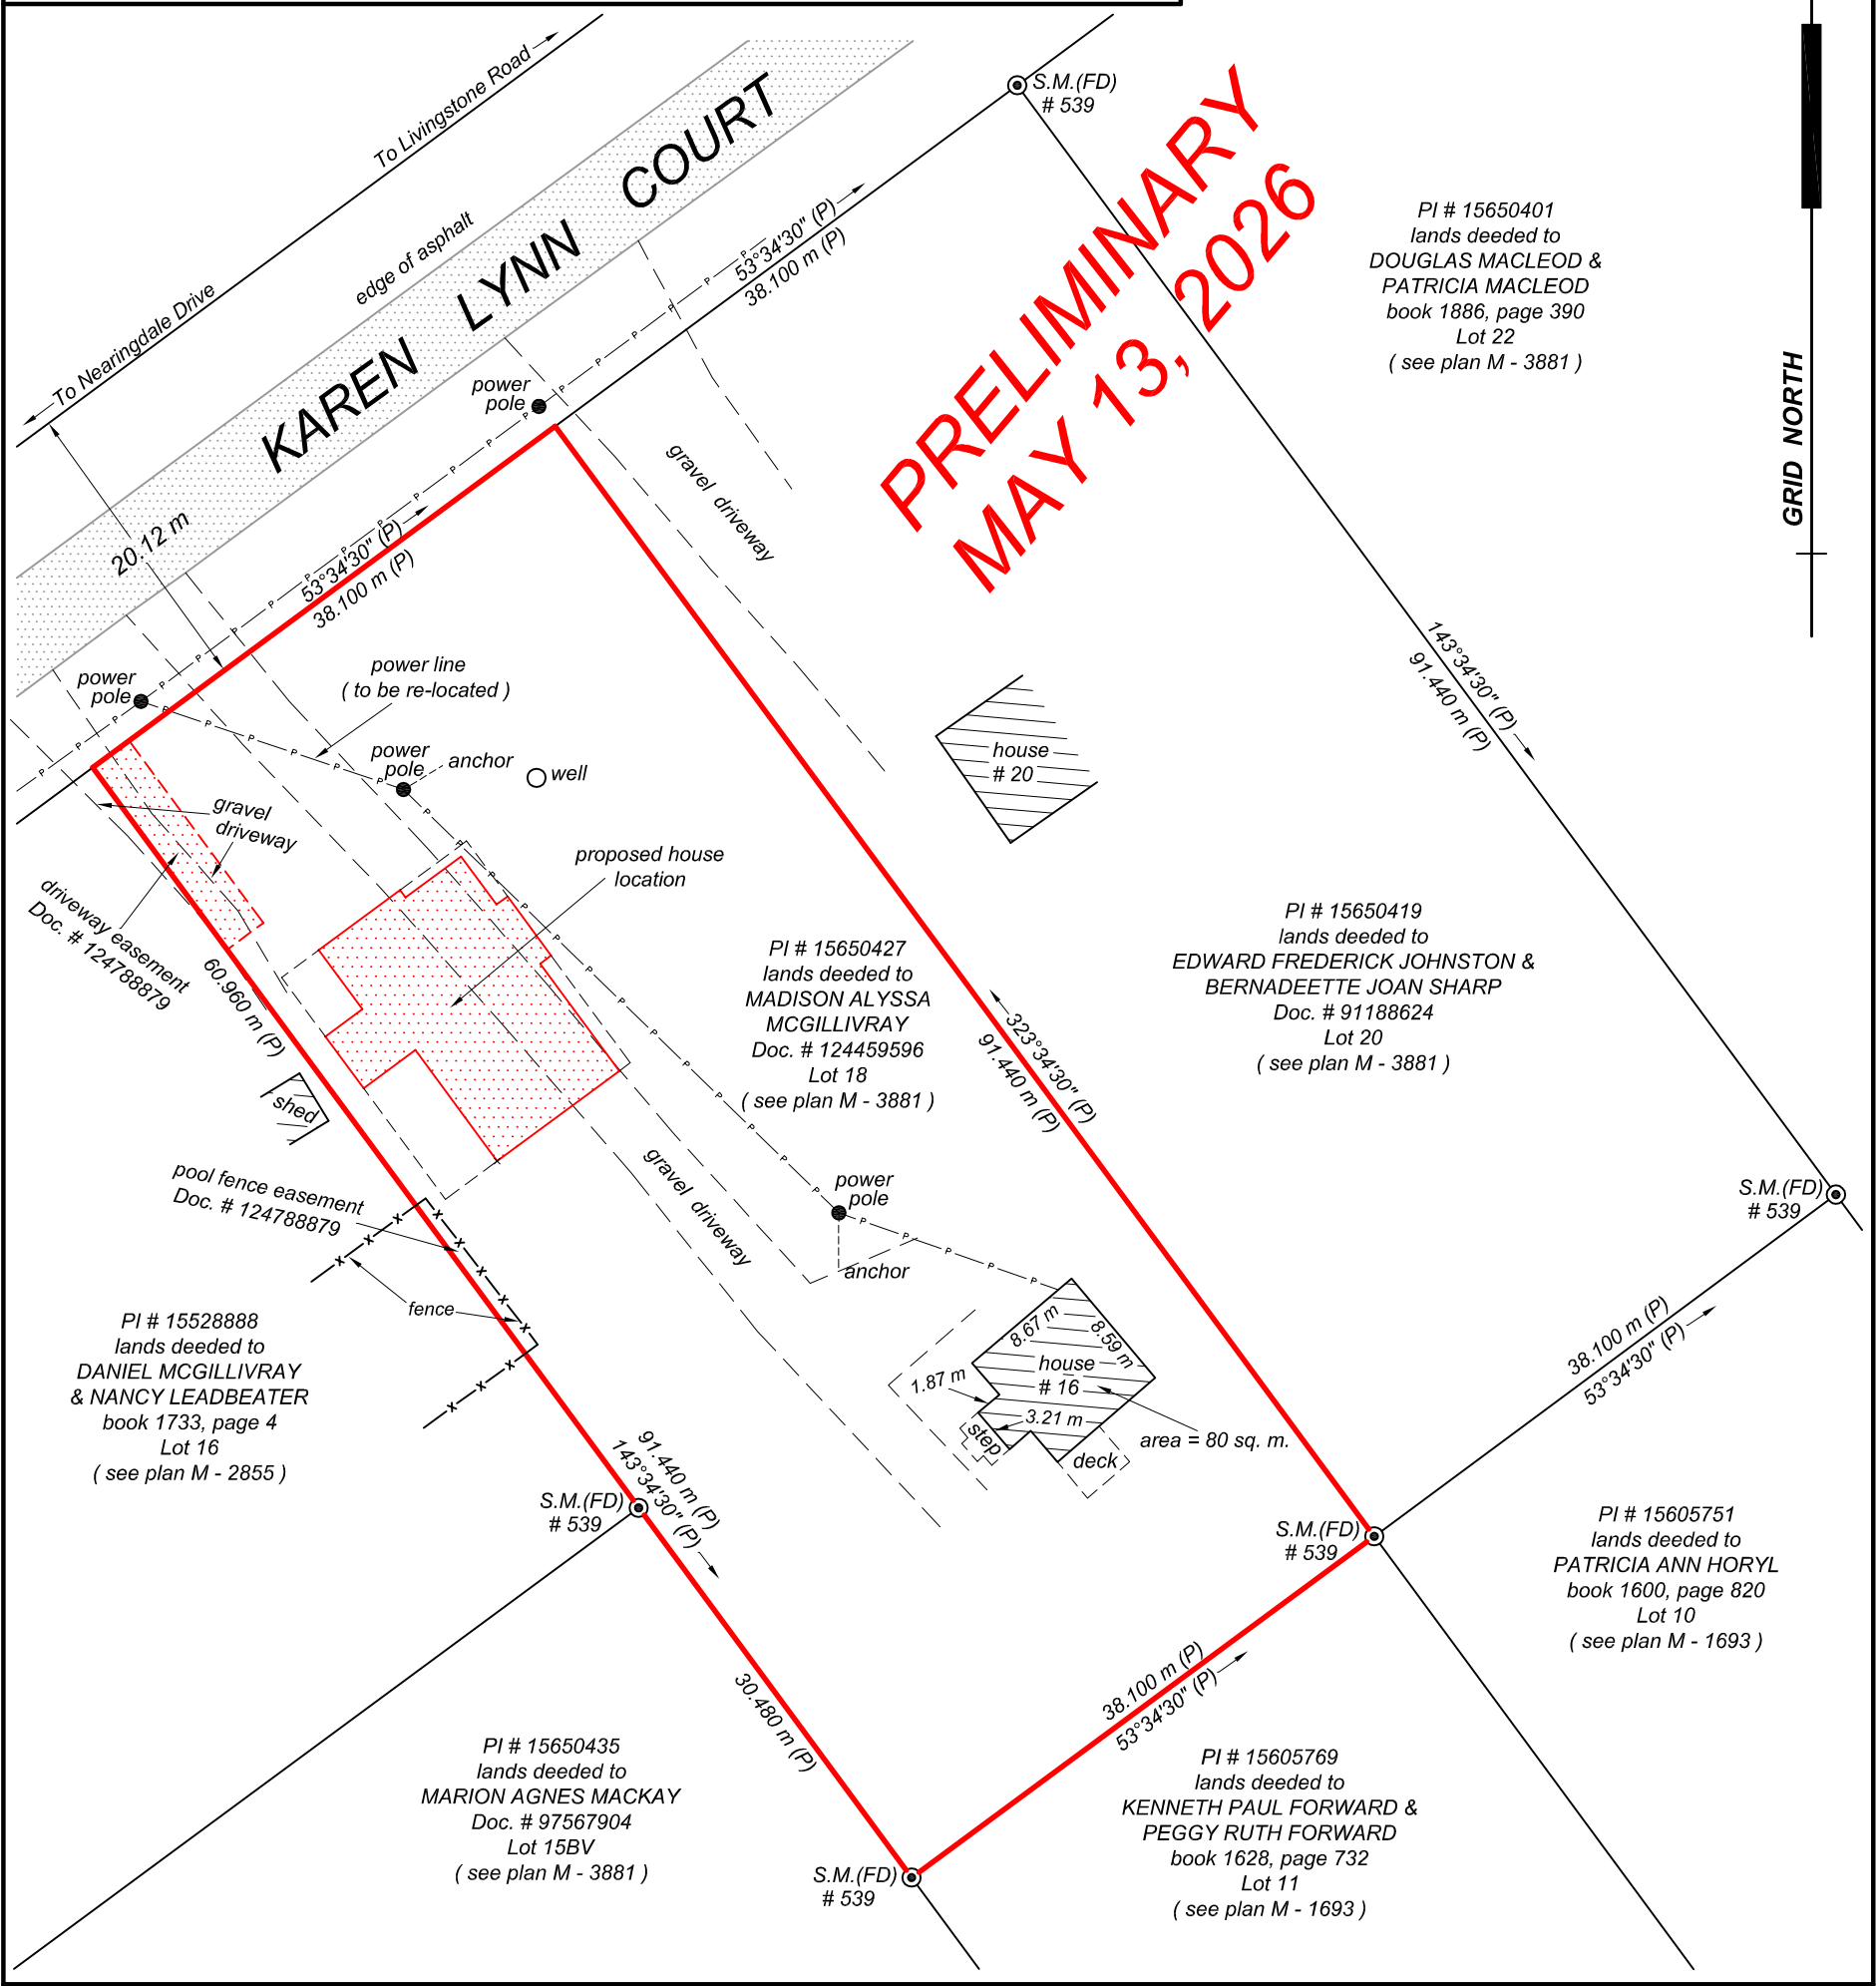 To Livingstone Road
S.M.(FD)
# 539
PRELIMINARY
MAY 13, 2026
KAREN LYNN COURT
edge of asphalt
To Nearingdale Drive
53°34'30" (P)
38.100 m (P)
PI # 15650401
lands deeded to
DOUGLAS MACLEOD &
PATRICIA MACLEOD
book 1886, page 390
Lot 22
( see plan M - 3881 )
GRID NORTH
power
pole
gravel driveway
20.12 m
53°34'30" (P)
38.100 m (P)
143°34'30" (P)
91.440 m (P)
power line
( to be re-located )
power
pole
power
pole
anchor
well
house
# 20
gravel
driveway
proposed house
location
driveway easement
Doc. # 124788879
60.960 m (P)
PI # 15650427
lands deeded to
MADISON ALYSSA
MCGILLIVRAY
Doc. # 124459596
Lot 18
( see plan M - 3881 )
PI # 15650419
lands deeded to
EDWARD FREDERICK JOHNSTON &
BERNADEETTE JOAN SHARP
Doc. # 91188624
Lot 20
( see plan M - 3881 )
323°34'30" (P)
91.440 m (P)
shed
pool fence easement
Doc. # 124788879
gravel driveway
power
pole
anchor
S.M.(FD)
# 539
fence
PI # 15528888
lands deeded to
DANIEL MCGILLIVRAY
& NANCY LEADBEATER
book 1733, page 4
Lot 16
( see plan M - 2855 )
8.67 m
8.59 m
house
# 16
1.87 m
3.21 m
step
deck
area = 80 sq. m.
38.100 m (P)
53°34'30" (P)
91.440 m (P)
143°34'30" (P)
S.M.(FD)
# 539
S.M.(FD)
# 539
PI # 15605751
lands deeded to
PATRICIA ANN HORYL
book 1600, page 820
Lot 10
( see plan M - 1693 )
30.480 m (P)
38.100 m (P)
53°34'30" (P)
PI # 15650435
lands deeded to
MARION AGNES MACKAY
Doc. # 97567904
Lot 15BV
( see plan M - 3881 )
PI # 15605769
lands deeded to
KENNETH PAUL FORWARD &
PEGGY RUTH FORWARD
book 1628, page 732
Lot 11
( see plan M - 1693 )
S.M.(FD)
# 539